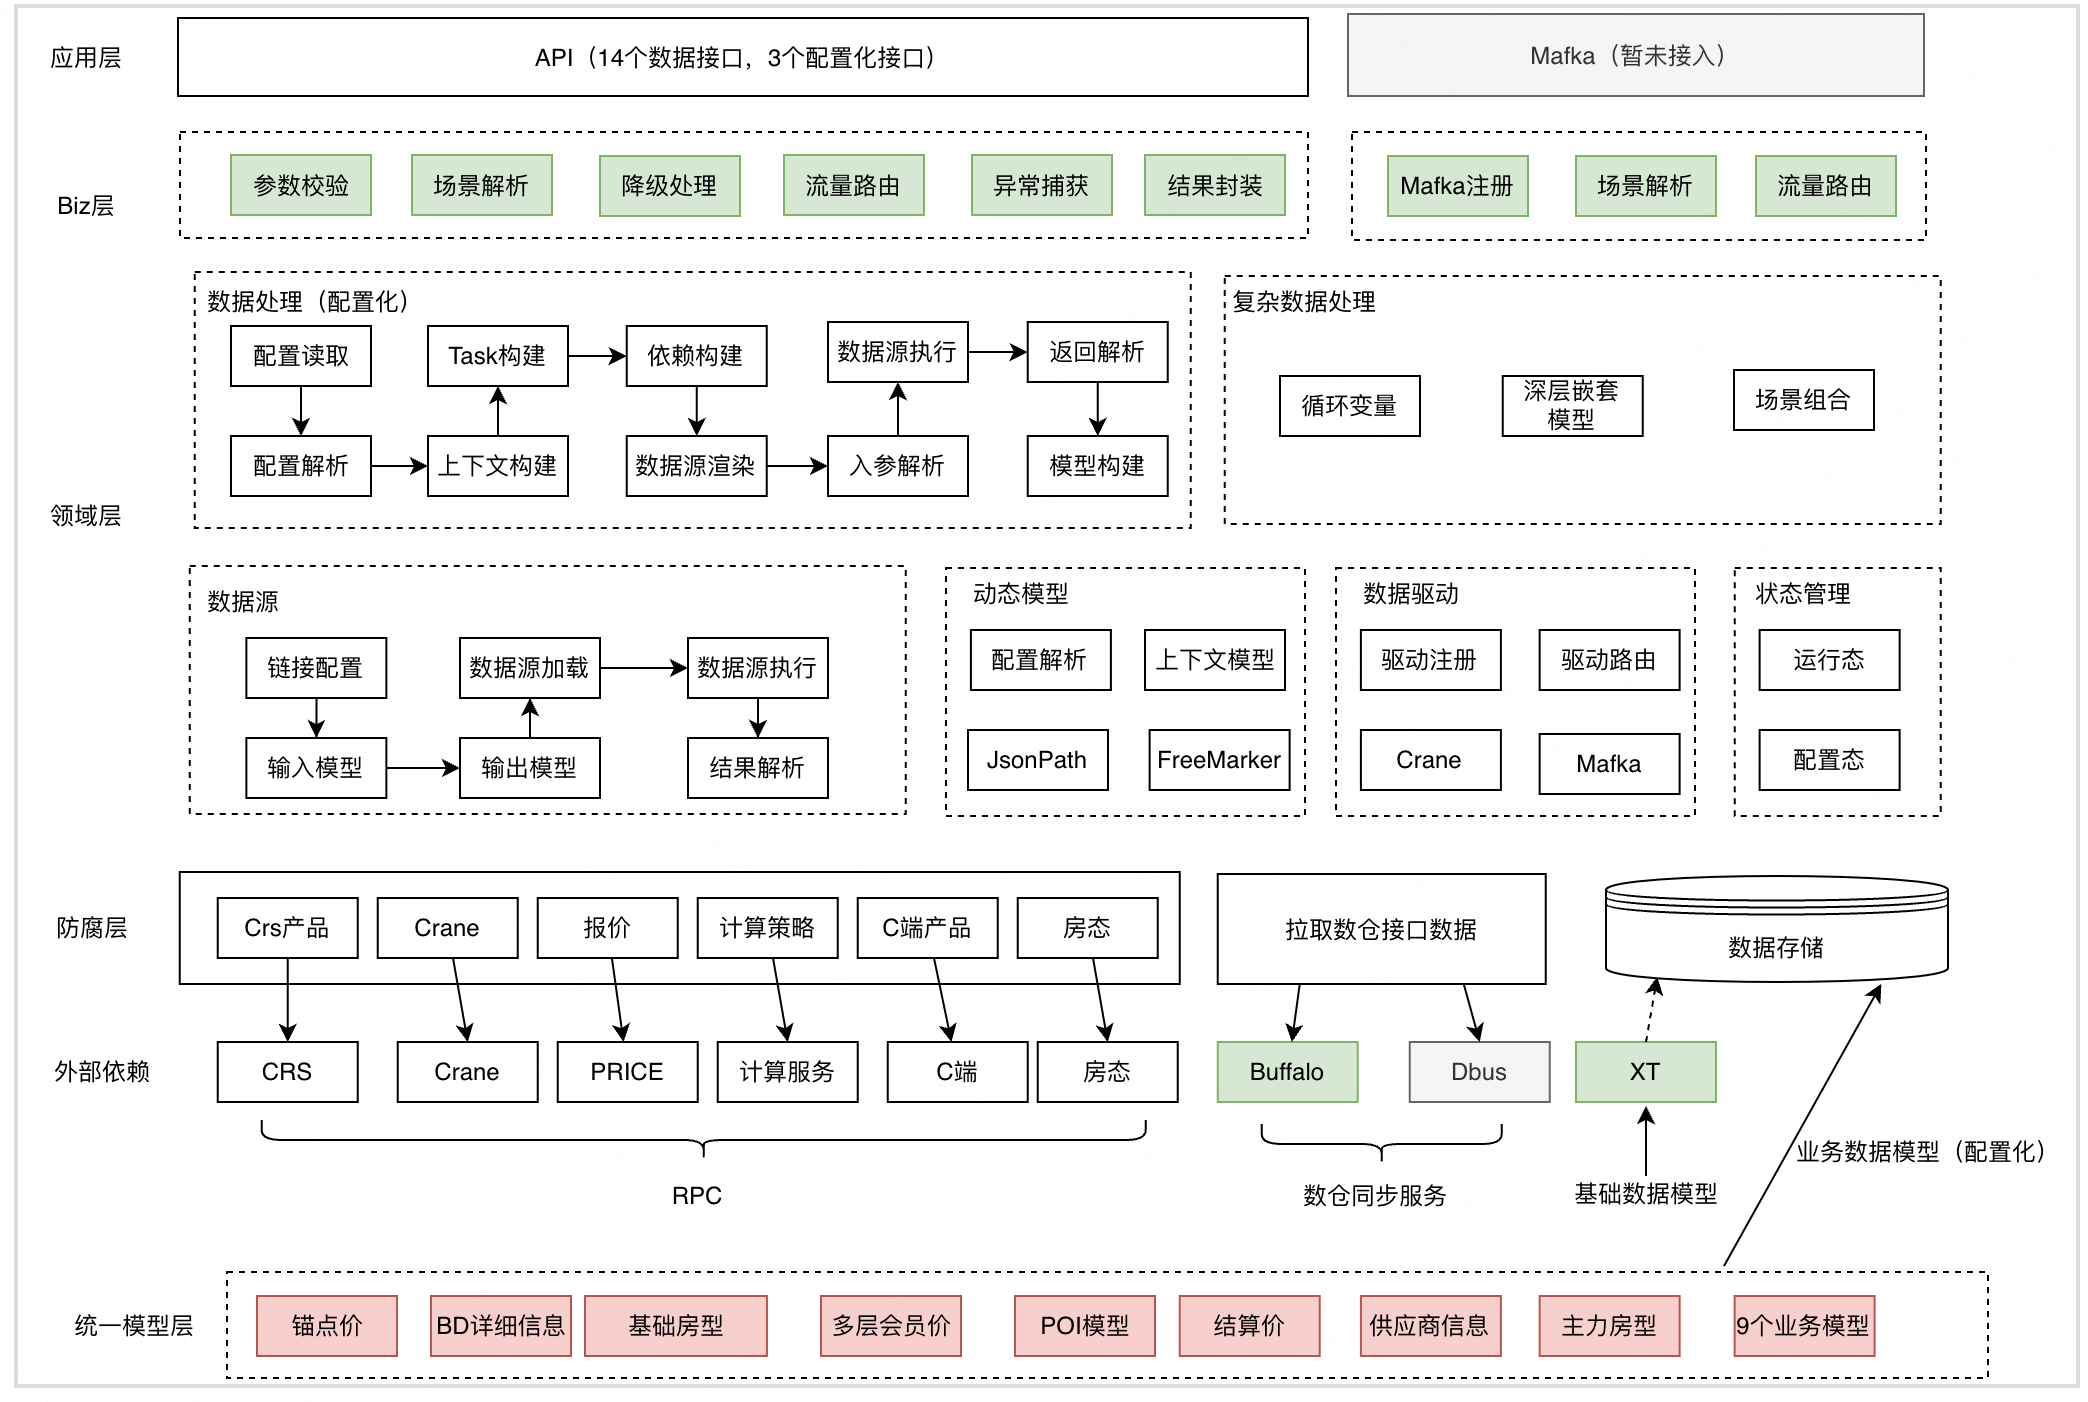 应用层
API（14个数据接口，3个配置化接口）
Mafka（暂未接入）
Biz层
参数校验
场景解析
降级处理
流量路由
异常捕获
结果封装
Mafka注册
场景解析
流量路由
领域层
数据处理（配置化）
配置读取
Task构建
依赖构建
数据源执行
返回解析
配置解析
上下文构建
数据源渲染
入参解析
模型构建
复杂数据处理
循环变量
深层嵌套
模型
场景组合
数据源
链接配置
数据源加载
数据源执行
输入模型
输出模型
结果解析
动态模型
配置解析
上下文模型
JsonPath
FreeMarker
数据驱动
驱动注册
驱动路由
Crane
Mafka
状态管理
运行态
配置态
防腐层
Crs产品
Crane
报价
计算策略
C端产品
房态
拉取数仓接口数据
数据存储
外部依赖
CRS
Crane
PRICE
计算服务
C端
房态
Buffalo
Dbus
XT
RPC
数仓同步服务
基础数据模型
业务数据模型（配置化）
统一模型层
锚点价
BD详细信息
基础房型
多层会员价
POI模型
结算价
供应商信息
主力房型
9个业务模型